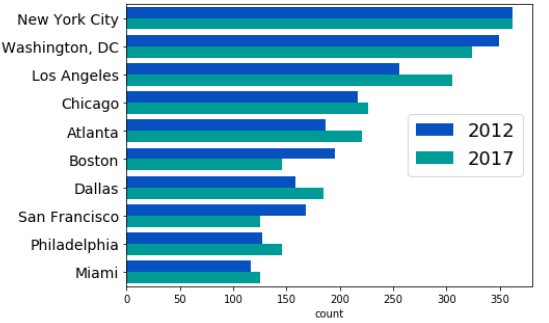 New York City
Washington, DC
Los Angeles
Chicago
Atlanta
Boston
Dallas
San Francisco
Philadelphia
Miami
2012
2017
0 50 100 150 200 250 300 350
count